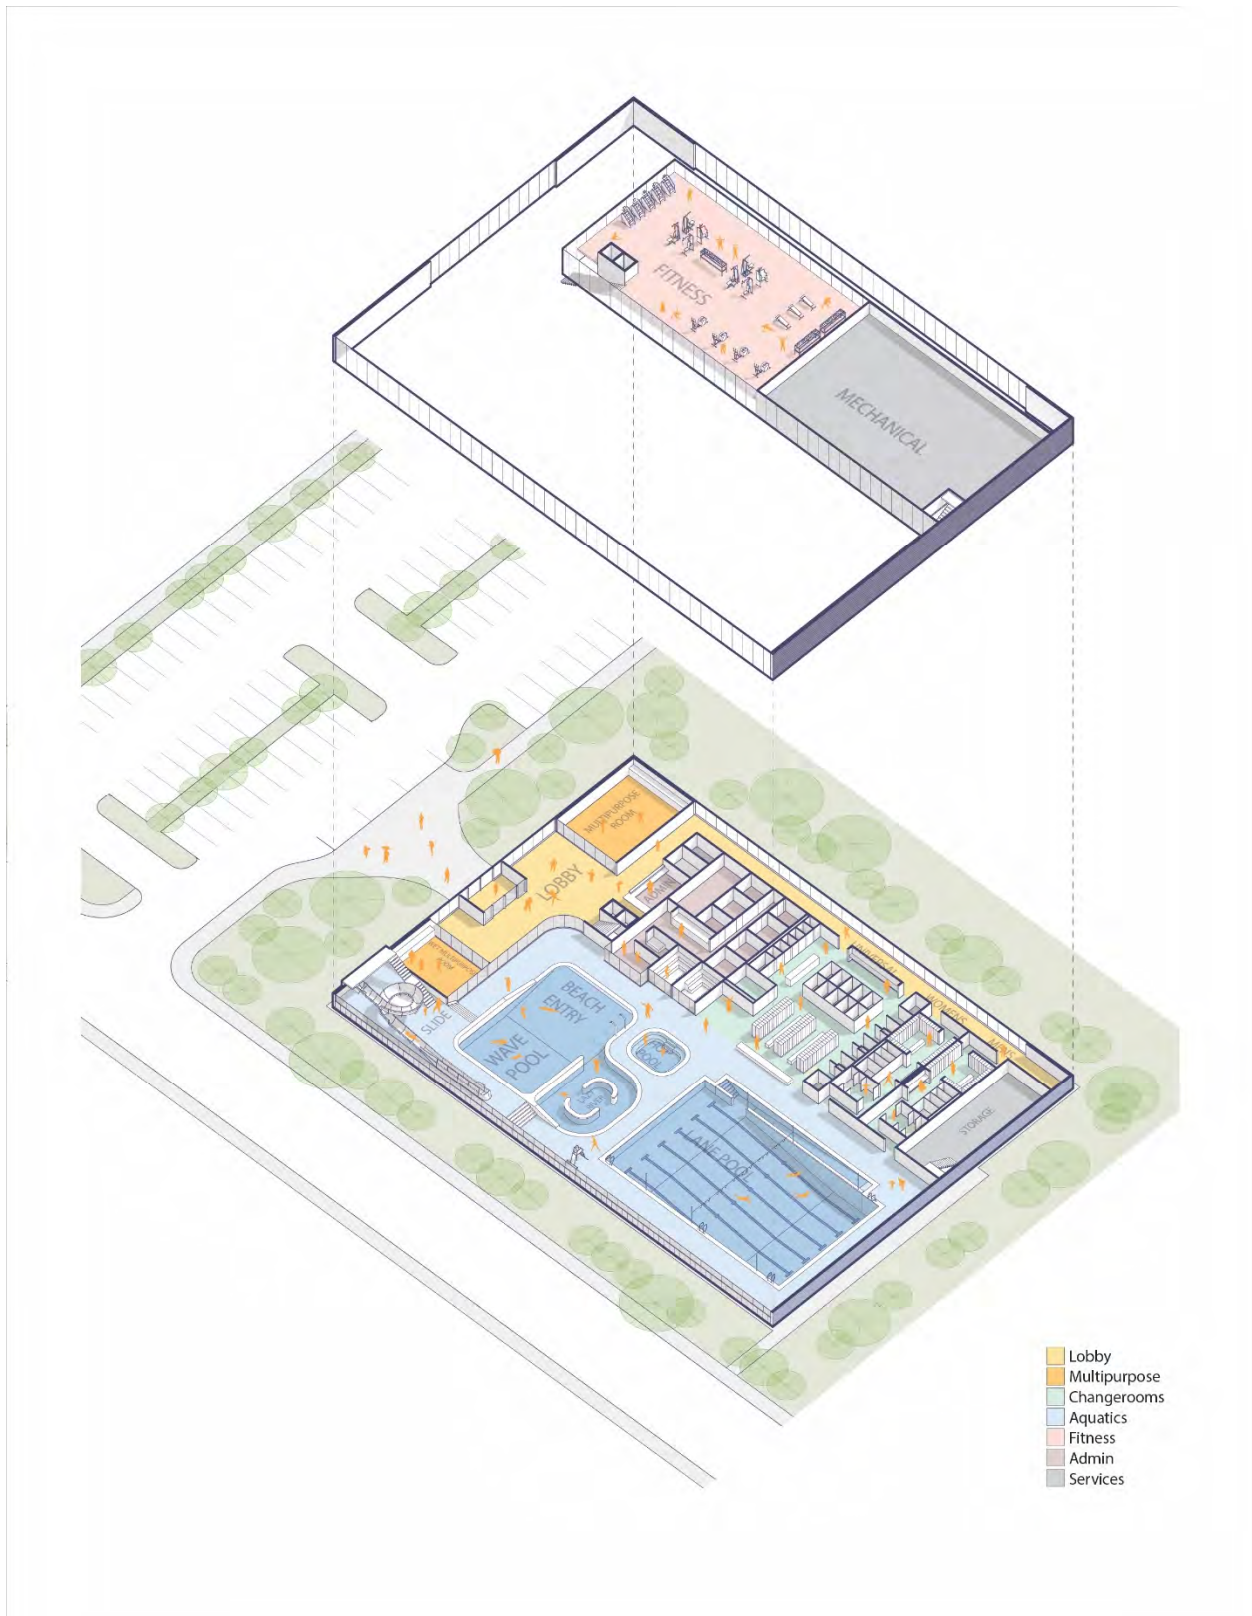 FITNESS
MECHANICAL
MULTIPURPOSE
ROOM
LOBBY
ADMIN
UNIVERSAL
WOMENS
MENS
SLIDE
BEACH
ENTRY
WAVE
POOL
POOL
LANE POOL
STORAGE
Lobby
Multipurpose
Changerooms
Aquatics
Fitness
Admin
Services